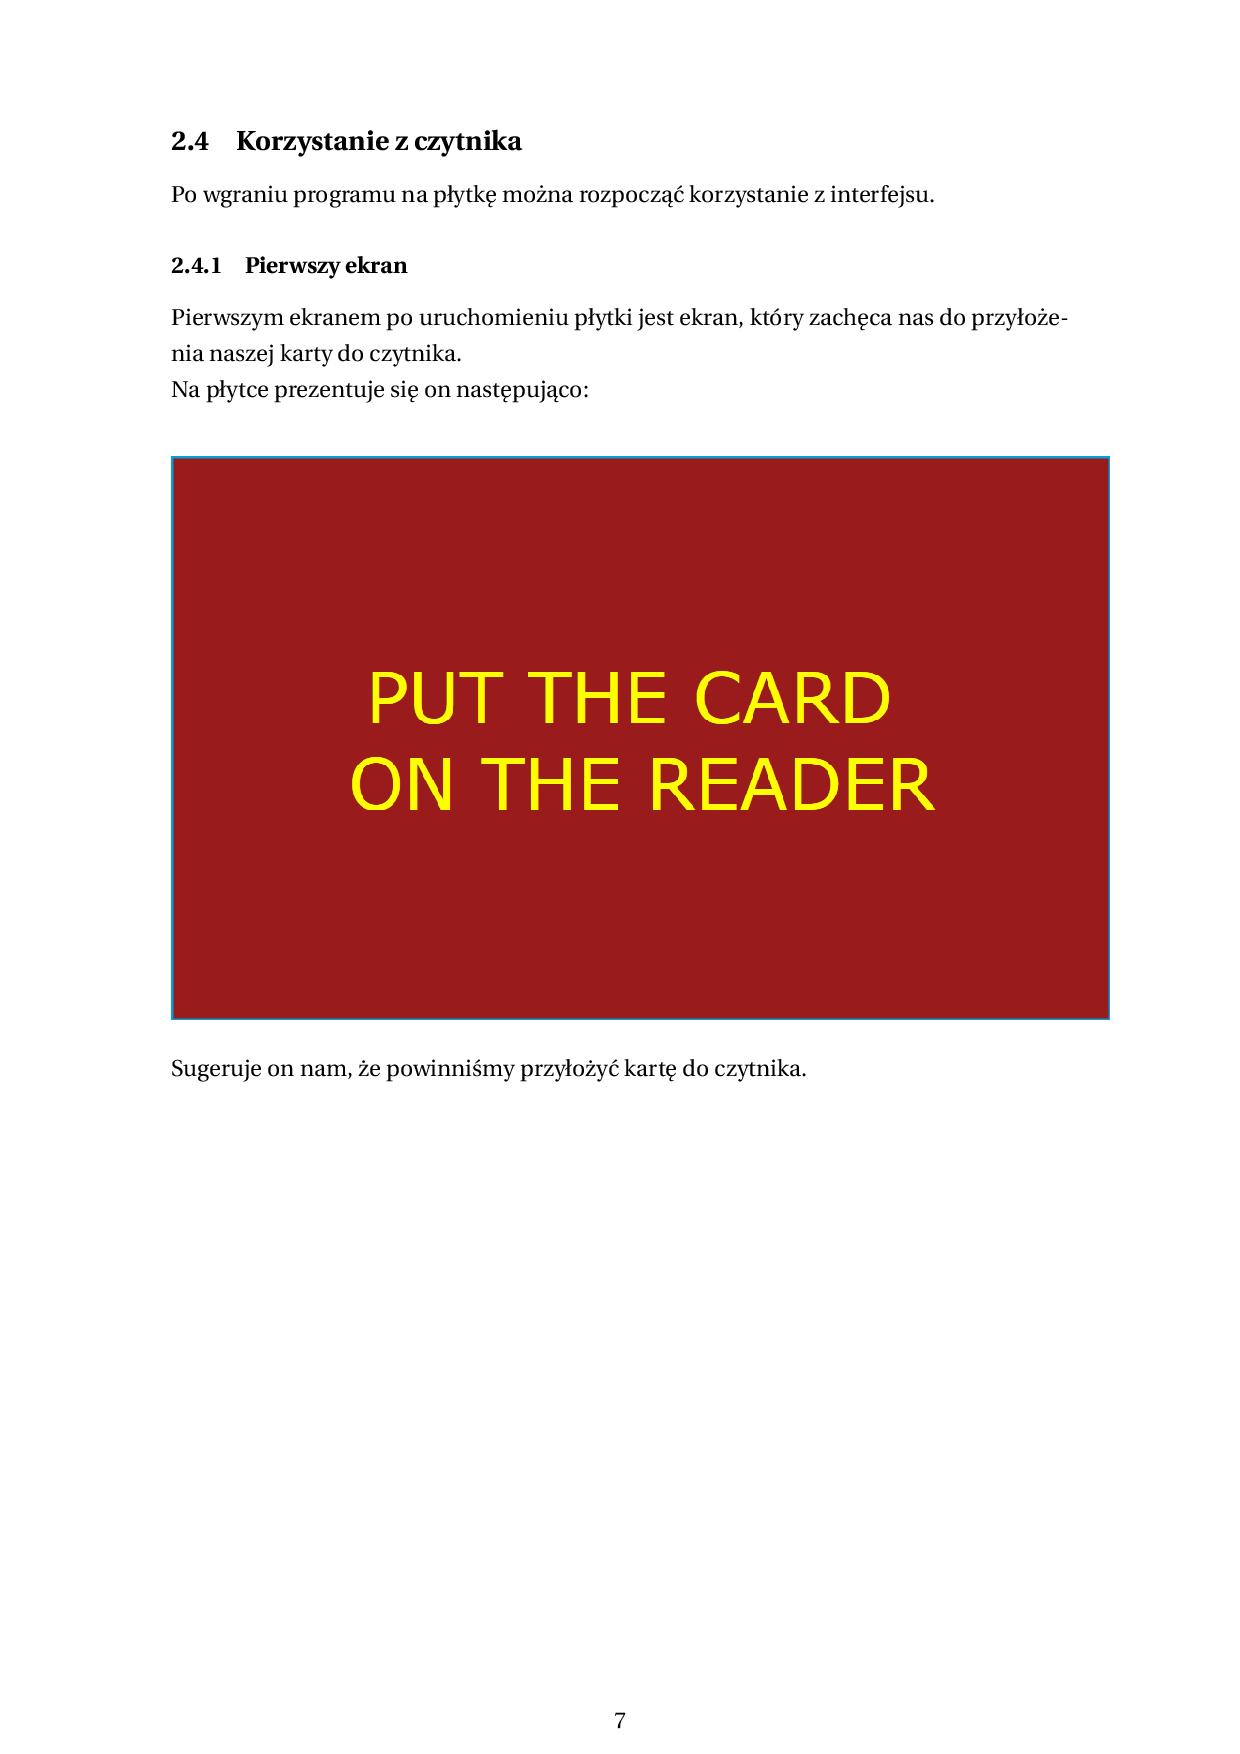 2.4 Korzystanie z czytnika
Po wgraniu programu na płytkę można rozpocząć korzystanie z interfejsu.
2.4.1 Pierwszy ekran
Pierwszym ekranem po uruchomieniu płytki jest ekran, który zachęca nas do przyłoże-
nia naszej karty do czytnika.
Na płytce prezentuje się on następująco:
PUT THE CARD
ON THE READER
Sugeruje on nam, że powinniśmy przyłożyć kartę do czytnika.
7